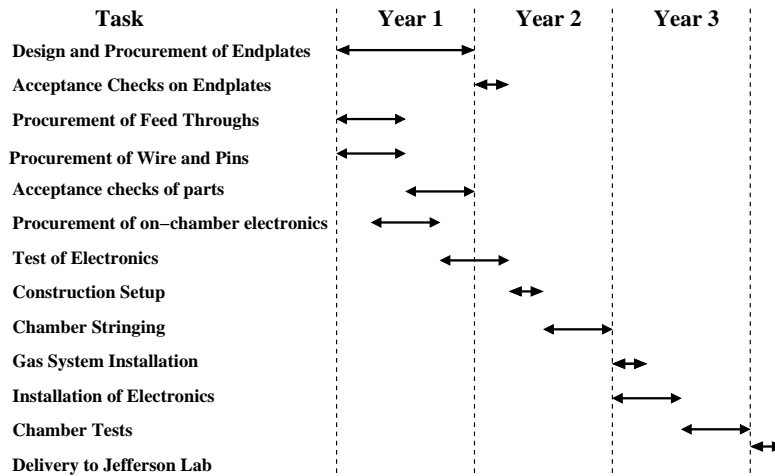 Task Year 1 Year 2 Year 3
Design and Procurement of Endplates
Acceptance Checks on Endplates
Procurement of Feed Throughs
Procurement of Wire and Pins
Acceptance checks of parts
Procurement of on−chamber electronics
Test of Electronics
Construction Setup
Chamber Stringing
Gas System Installation
Installation of Electronics
Chamber Tests
Delivery to Jefferson Lab